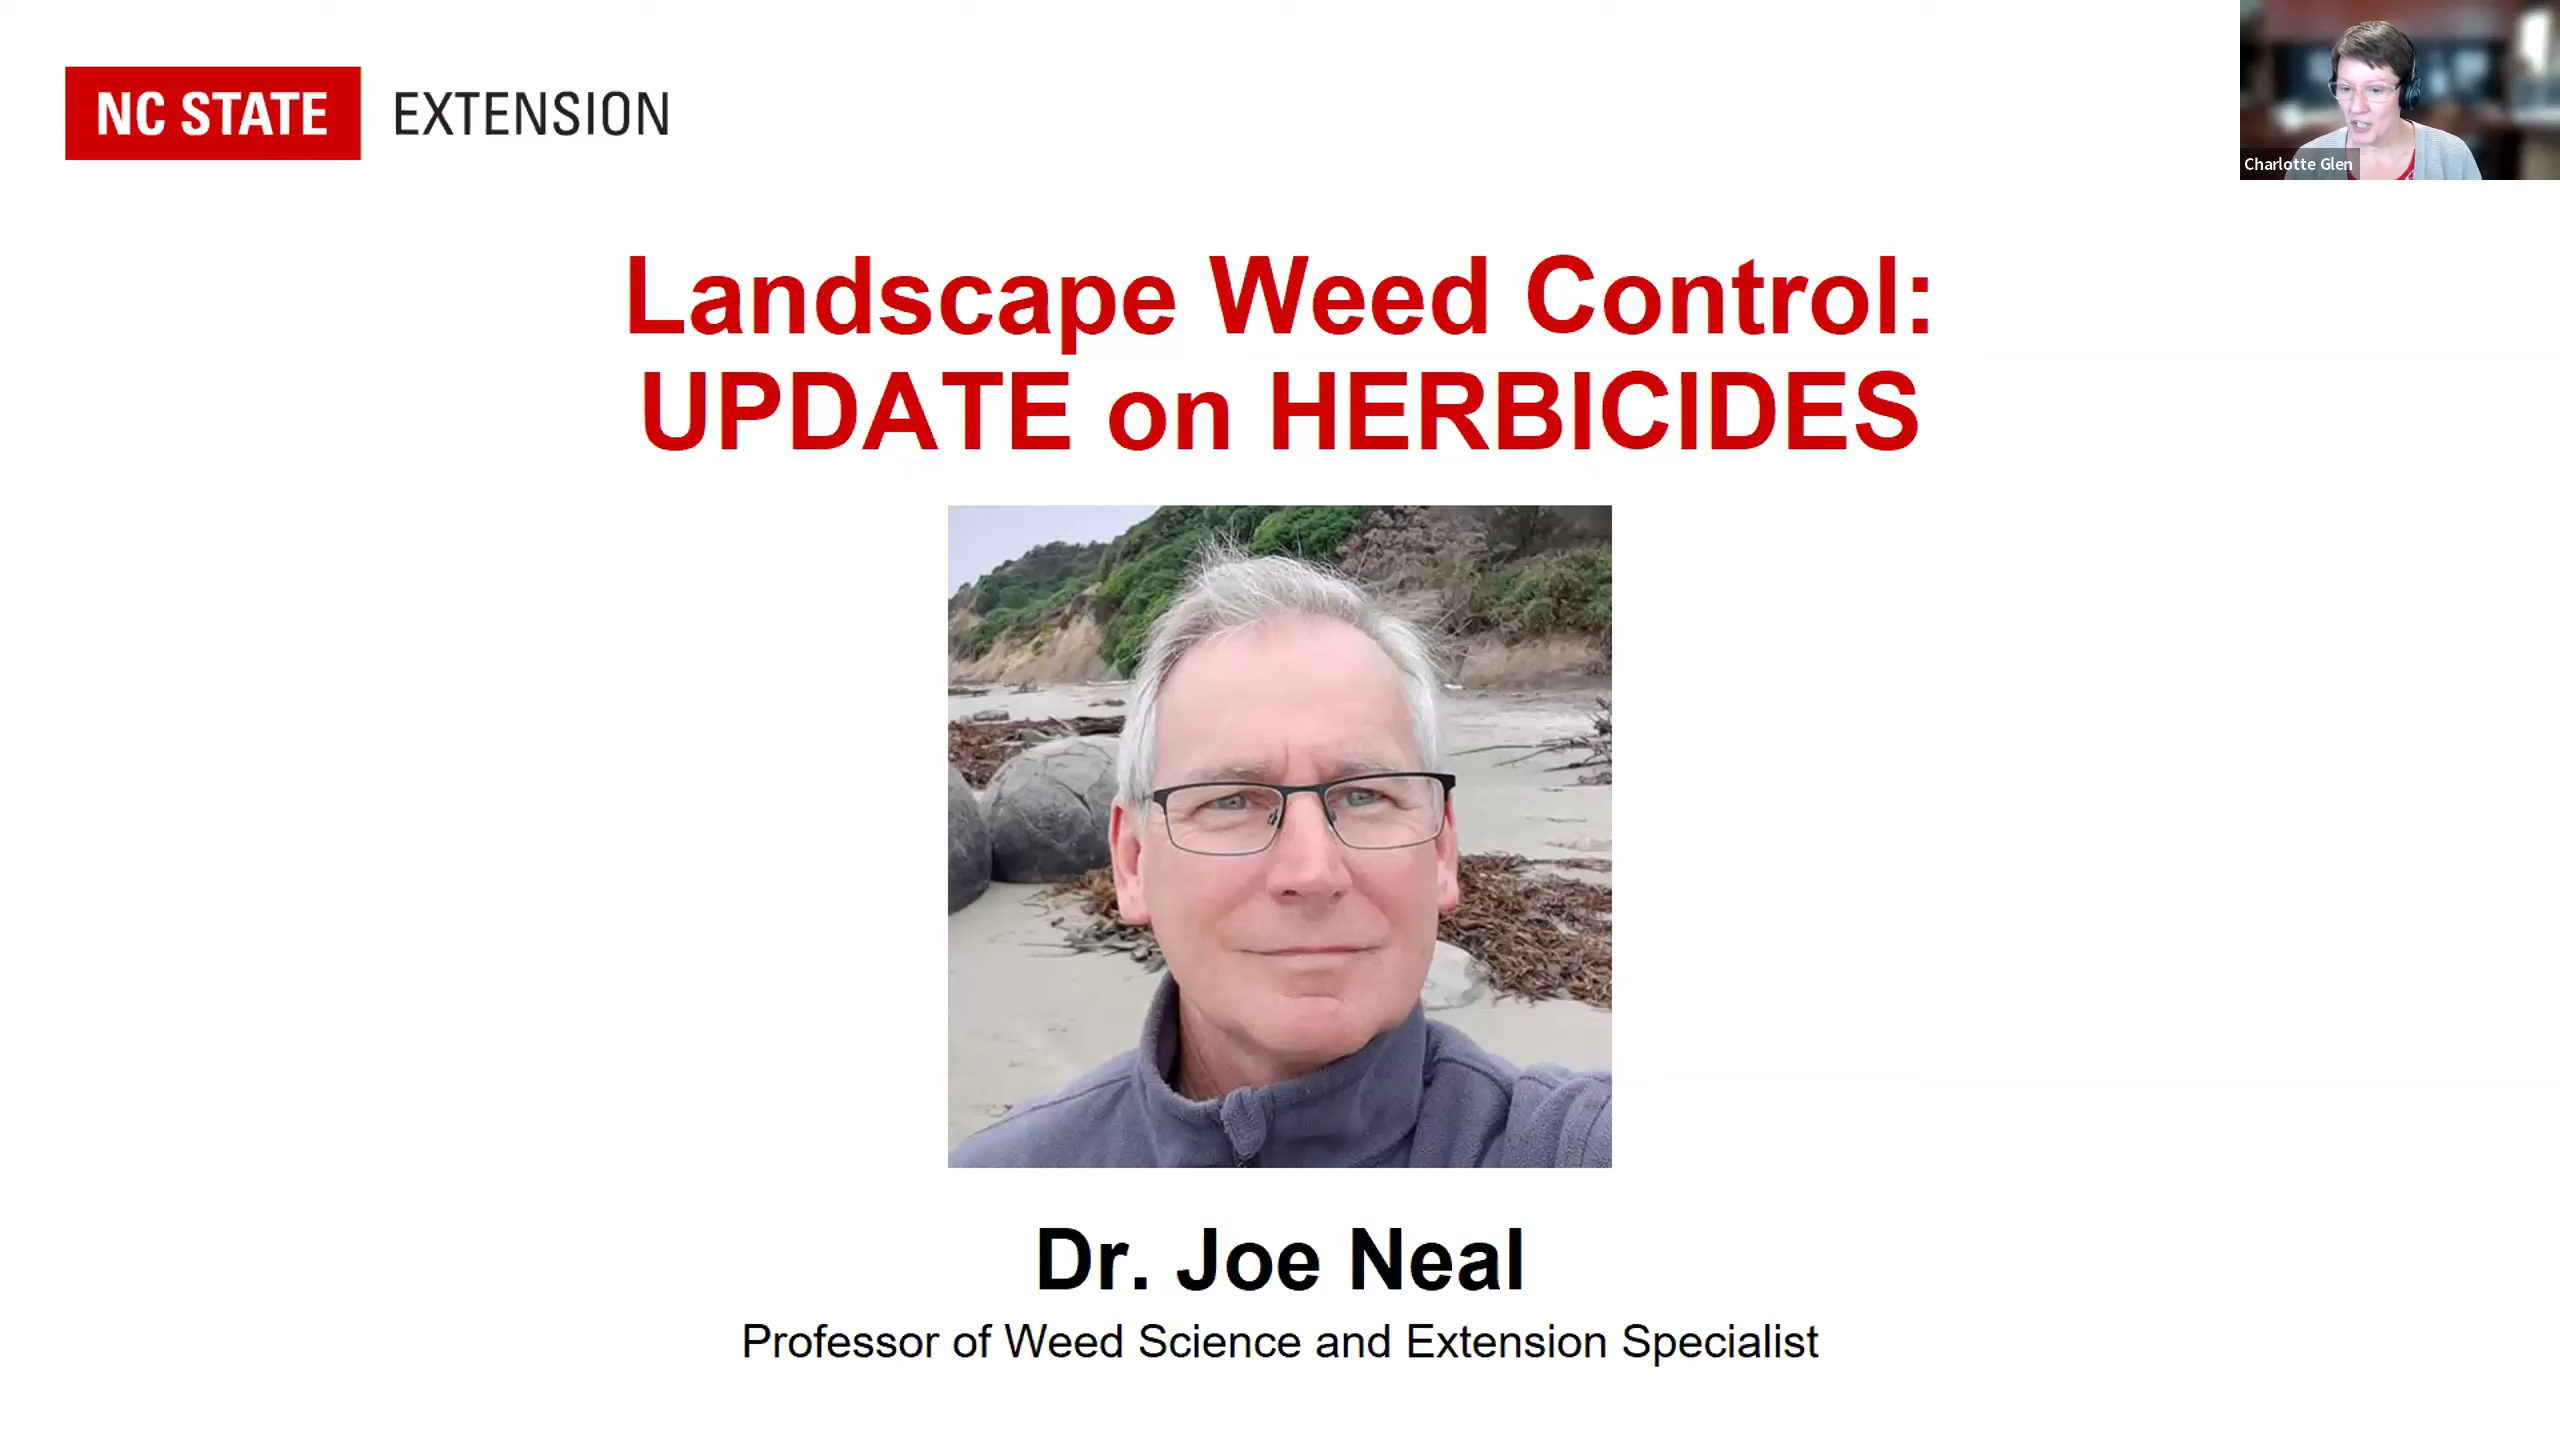 NC STATE EXTENSION
Charlotte Glen
Landscape Weed Control:
UPDATE on HERBICIDES
Dr. Joe Neal
Professor of Weed Science and Extension Specialist